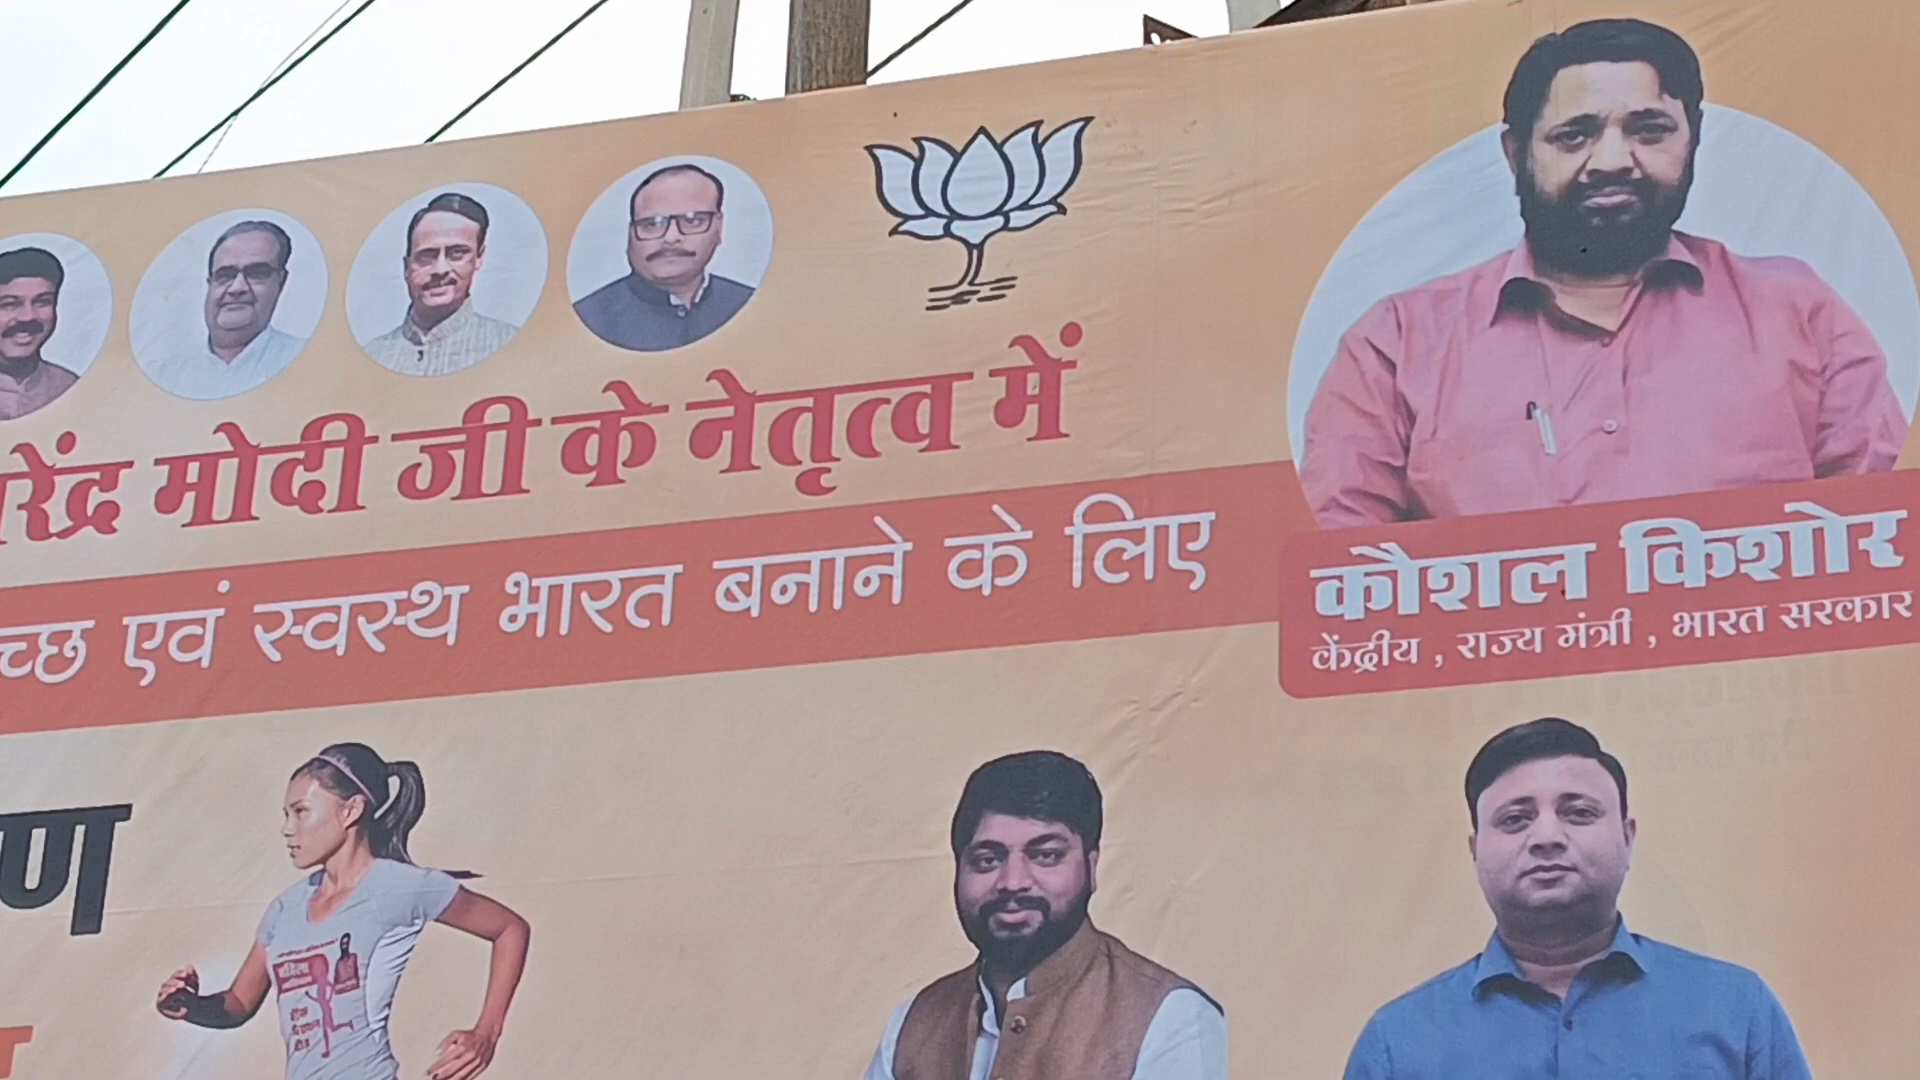 रेंद्र मोदी जी के नेतृत्व में
च्छ एवं स्वस्थ भारत बनाने के लिए
कौशल किशोर
केंद्रीय , राज्य मंत्री , भारत सरकार
ण